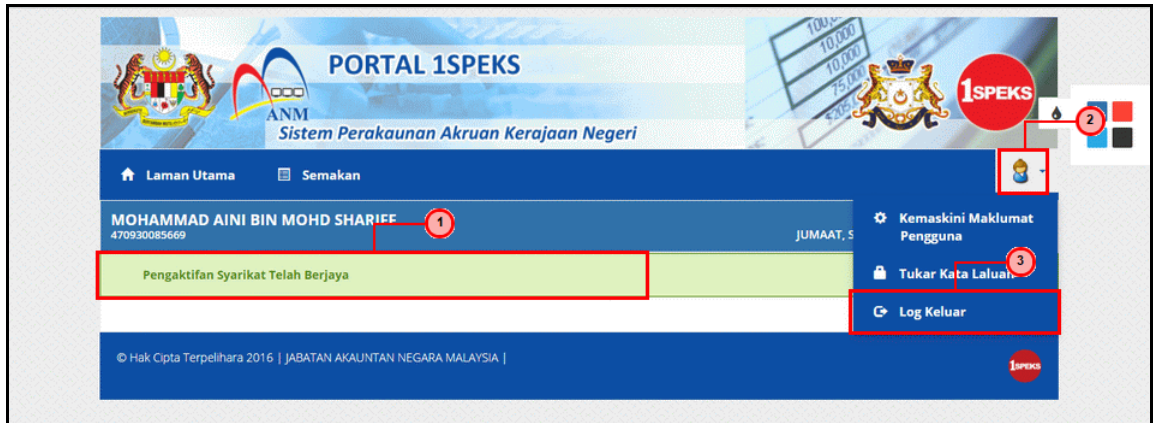 PORTAL 1SPEKS
ANM
Sistem Perakaunan Akruan Kerajaan Negeri
1SPEKS
2
Laman Utama
Semakan
MOHAMMAD AINI BIN MOHD SHARIFF
470930085669
1
JUMAAT, S
Kemaskini Maklumat
Pengguna
Pengaktifan Syarikat Telah Berjaya
Tukar Kata Laluan
3
Log Keluar
© Hak Cipta Terpelihara 2016 | JABATAN AKAUNTAN NEGARA MALAYSIA |
1SPEKS